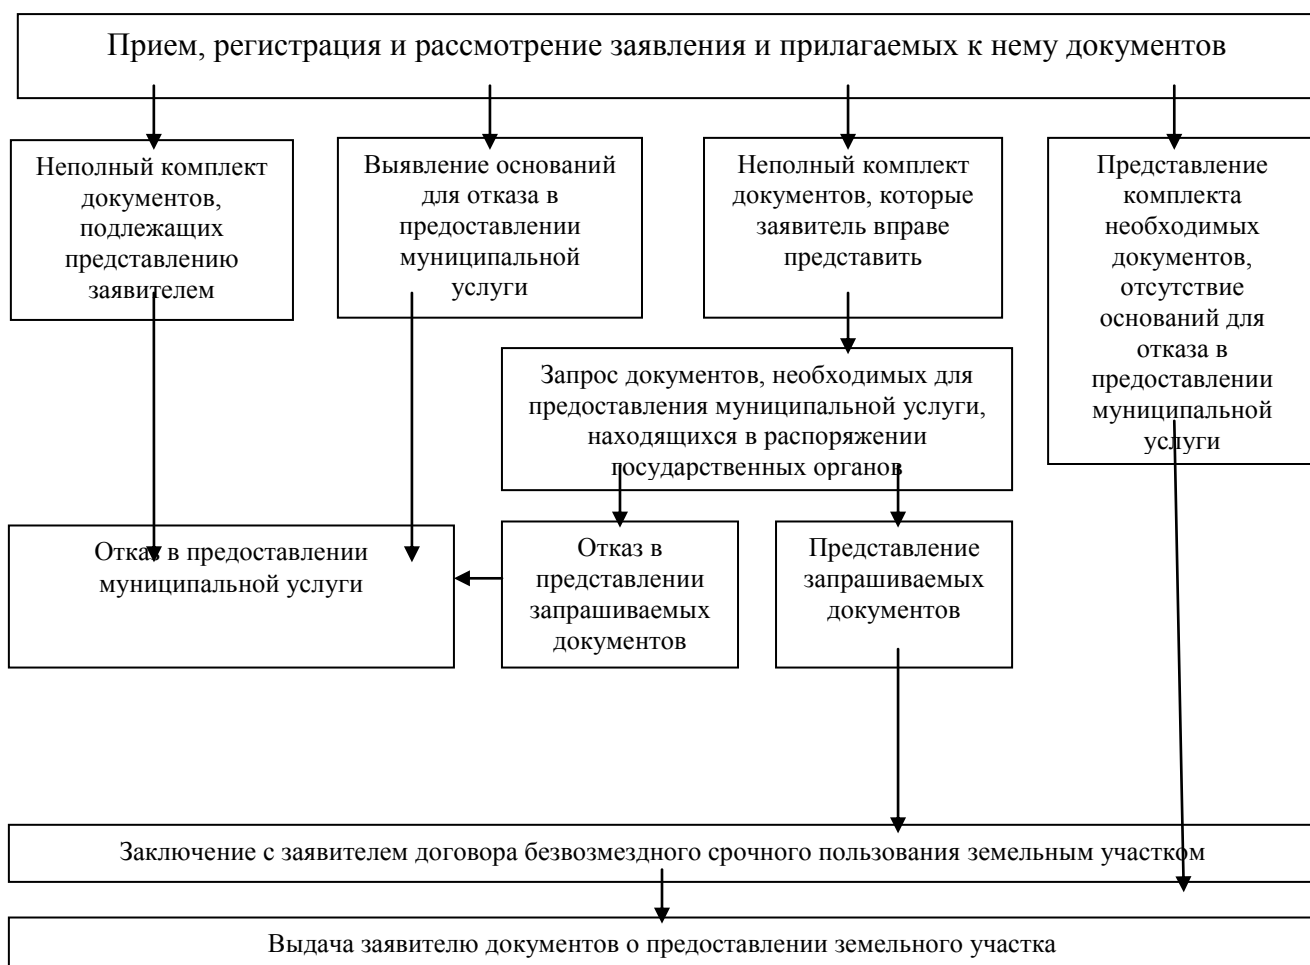 Прием, регистрация и рассмотрение заявления и прилагаемых к нему документов
Неполный комплект
документов,
подлежащих
представлению
заявителем
Выявление оснований
для отказа в
предоставлении
муниципальной
услуги
Неполный комплект
документов, которые
заявитель вправе
представить
Представление
комплекта
необходимых
документов,
отсутствие
оснований для
отказа в
предоставлении
муниципальной
услуги
Запрос документов, необходимых для
предоставления муниципальной услуги,
находящихся в распоряжении
государственных органов
Отказ в предоставлении
муниципальной услуги
Отказ в
представлении
запрашиваемых
документов
Представление
запрашиваемых
документов
Заключение с заявителем договора безвозмездного срочного пользования земельным участком
Выдача заявителю документов о предоставлении земельного участка